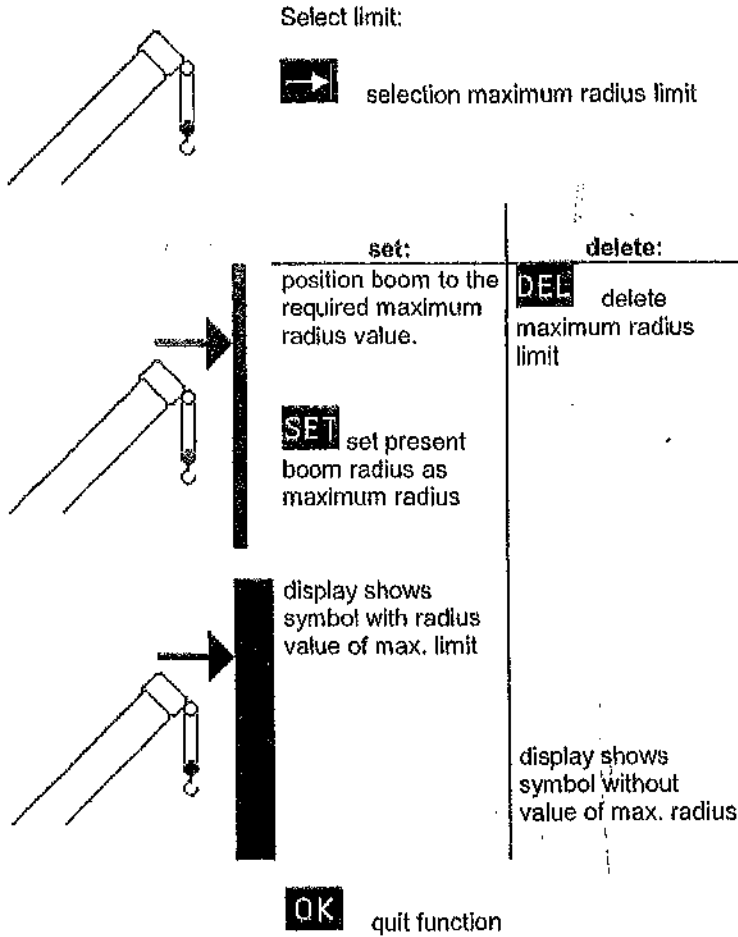 Select limit:
selection maximum radius limit
set:
position boom to the
required maximum
radius value.
SET set present
boom radius as
maximum radius
display shows
symbol with radius
value of max. limit
delete:
DEL delete
maximum radius
limit
display shows
symbol without
value of max. radius
OK quit function